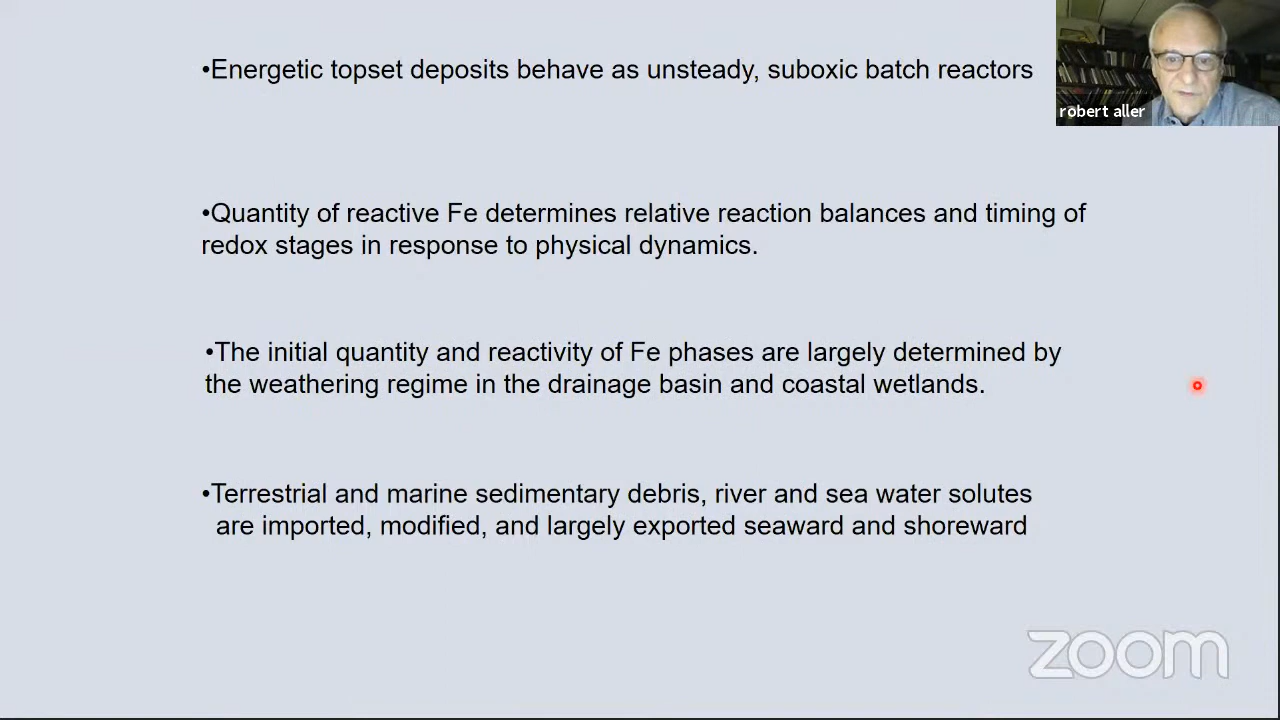 •Energetic topset deposits behave as unsteady, suboxic batch reactors
robert aller
•Quantity of reactive Fe determines relative reaction balances and timing of
redox stages in response to physical dynamics.
•The initial quantity and reactivity of Fe phases are largely determined by
the weathering regime in the drainage basin and coastal wetlands.
•Terrestrial and marine sedimentary debris, river and sea water solutes
are imported, modified, and largely exported seaward and shoreward
zoom